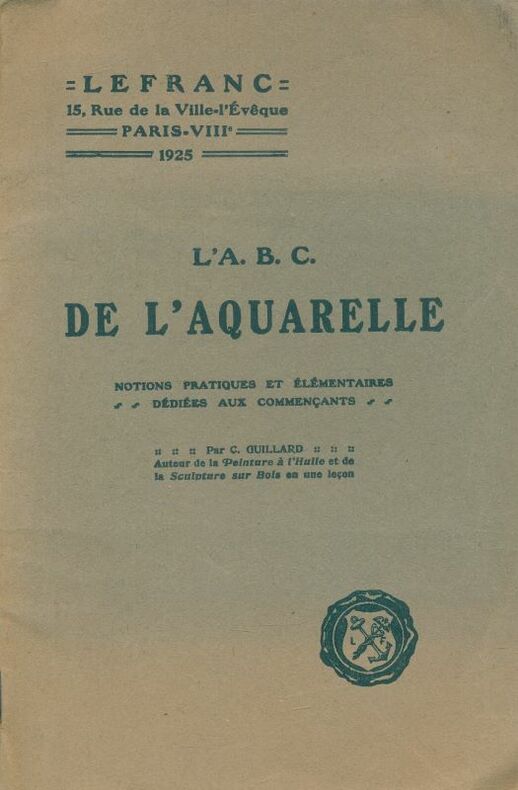 LEFRANC
15, Rue de la Ville-l'Évêque
PARIS-VIIIe
1925
L'A. B. C.
DE L'AQUARELLE
NOTIONS PRATIQUES ET ÉLÉMENTAIRES
DÉDIÉES AUX COMMENÇANTS
Par C. GUILLARD
Auteur de la Peinture à l'Huile et de
la Sculpture sur Bois en une leçon
L F